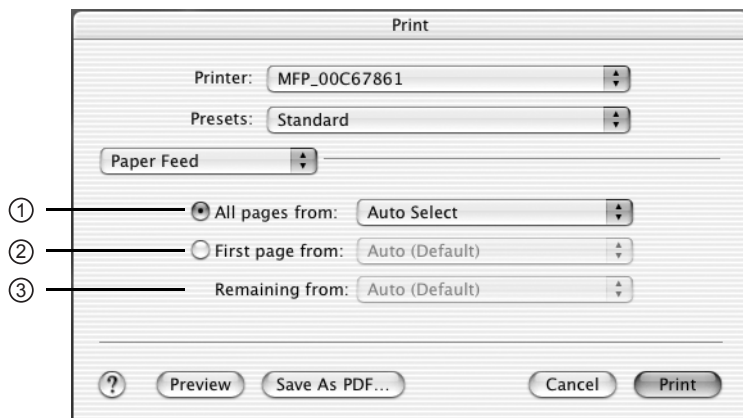 Print
Printer: MFP_00C67861
Presets: Standard
Paper Feed
① All pages from: Auto Select
② First page from: Auto (Default)
③ Remaining from: Auto (Default)
? Preview Save As PDF... Cancel Print